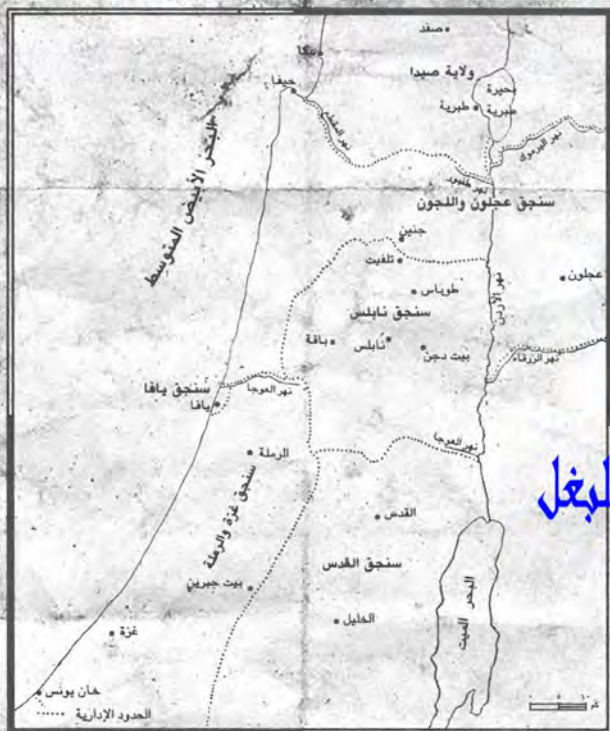 صفد
عكا
ولاية صيدا
حيفا
بحيرة
طبرية
طبرية
نهر المقطع
نهر اليرموك
البحر الأبيض المتوسط
سنجق عجلون واللجون
جنين
تلفيت
عجلون
طوباس
نهر الأردن
سنجق نابلس
باقة
نابلس
بيت دجن
نهر الزرقاء
سنجق يافا
نهر العوجا
يافا
نهر العوجا
الرملة
سنجق غزة والرملة
القدس
سنجق القدس
البحر الميت
بيت جبرين
الخليل
غزة
خان يونس
الحدود الإدارية
٠
كم